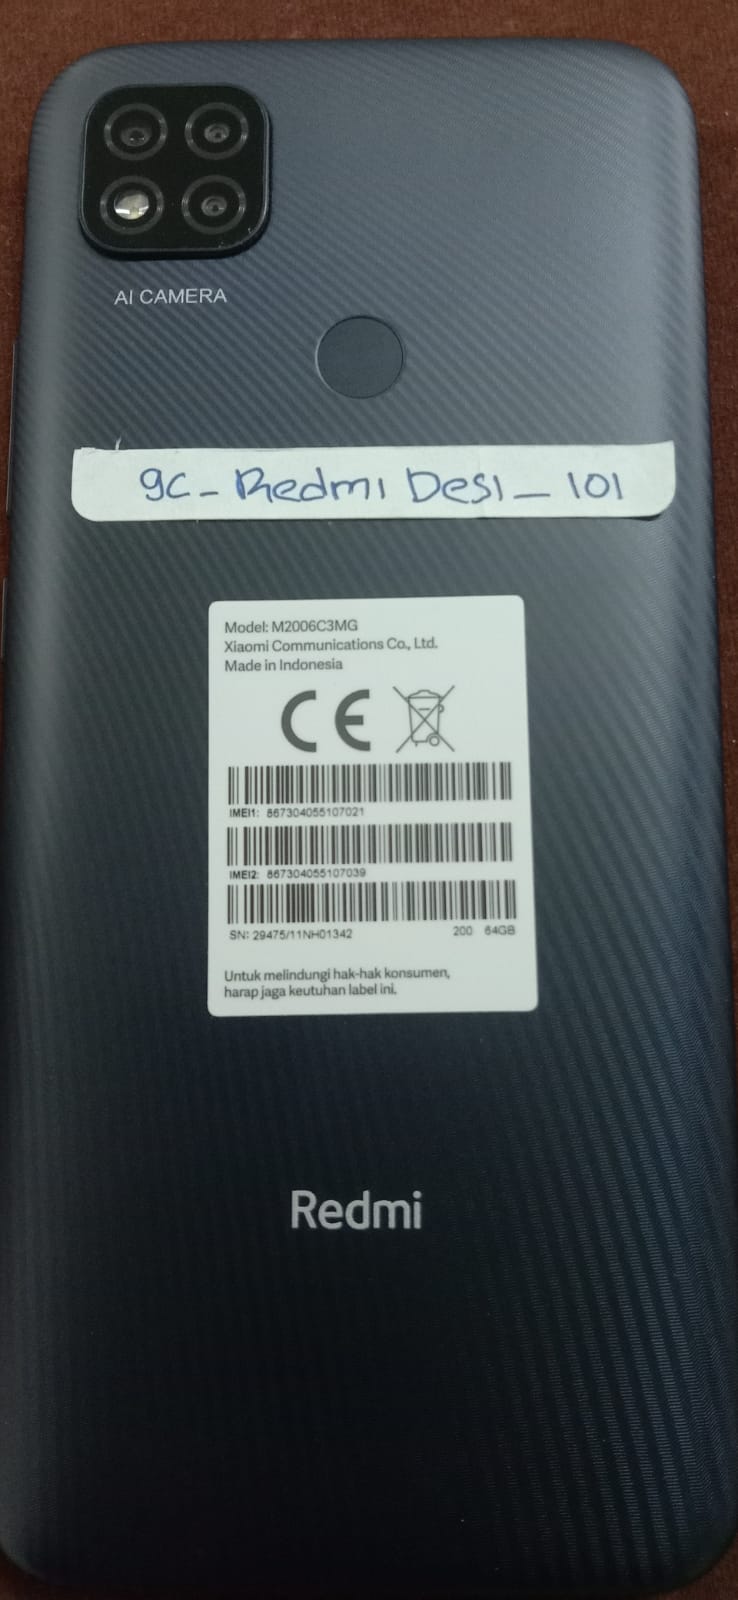 AI CAMERA
9C_Redmi Desi_101
Model: M2006C3MG
Xiaomi Communications Co., Ltd.
Made in Indonesia
CE
IMEI1: 867304055107021
IMEI2: 867304055107039
SN: 29475/11NH01342 200 64GB
Untuk melindungi hak-hak konsumen,
harap jaga keutuhan label ini.
Redmi